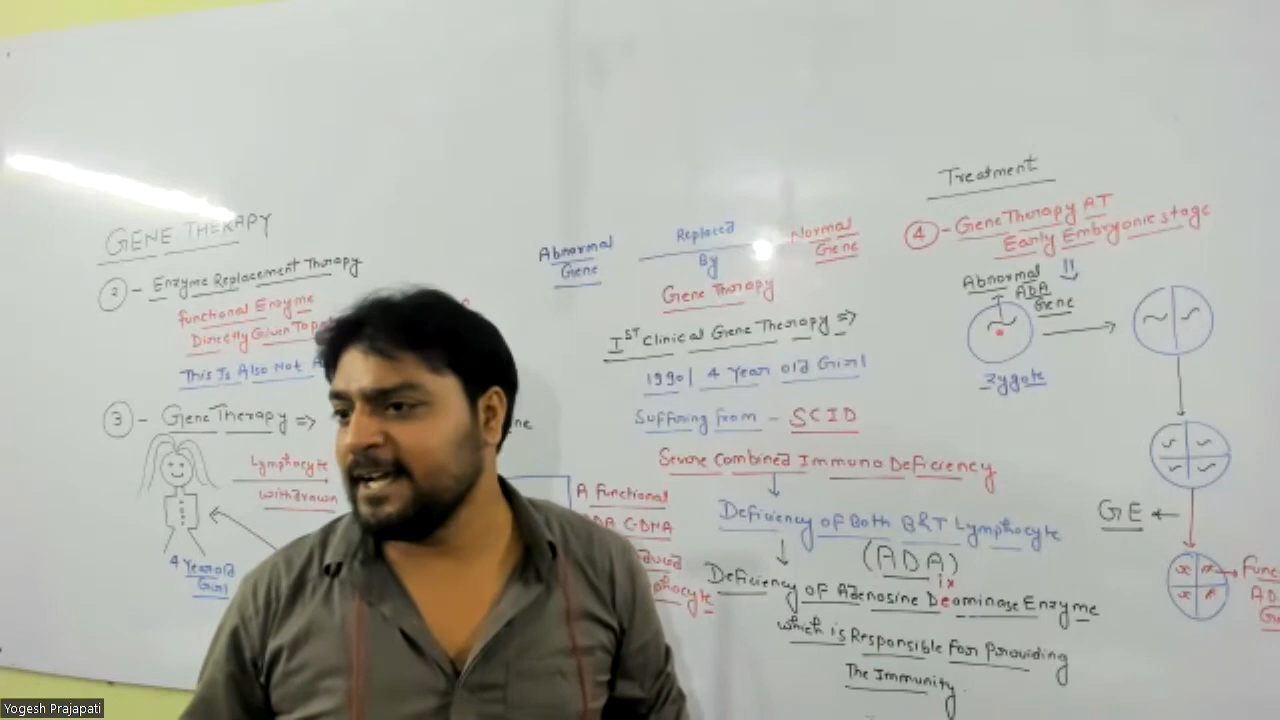 GENE THERAPY
2 - Enzyme Replacement Therapy
functional Enzyme
Directly Given To
This Is Also Not
3 - Gene Therapy =>
Lymphocyte
withdrawn
4 Year old
Girl
Abnormal
Gene
Replaced
By
Normal
Gene
Gene Therapy
Ist Clinical Gene Therapy =>
1990 | 4 Year old Girl
Suffering from - SCID
Severe Combined Immuno Deficiency
Deficiency of Both B&T Lymphocyte
(ADA)
Deficiency of Adenosine Deaminase Enzyme
which is Responsible For Providing
The Immunity.
A Functional
ADA C-DNA
Treatment
4 - Gene Therapy AT
Early Embryonic stage
Abnormal
ADA
Gene
Zygote
GE
Yogesh Prajapati